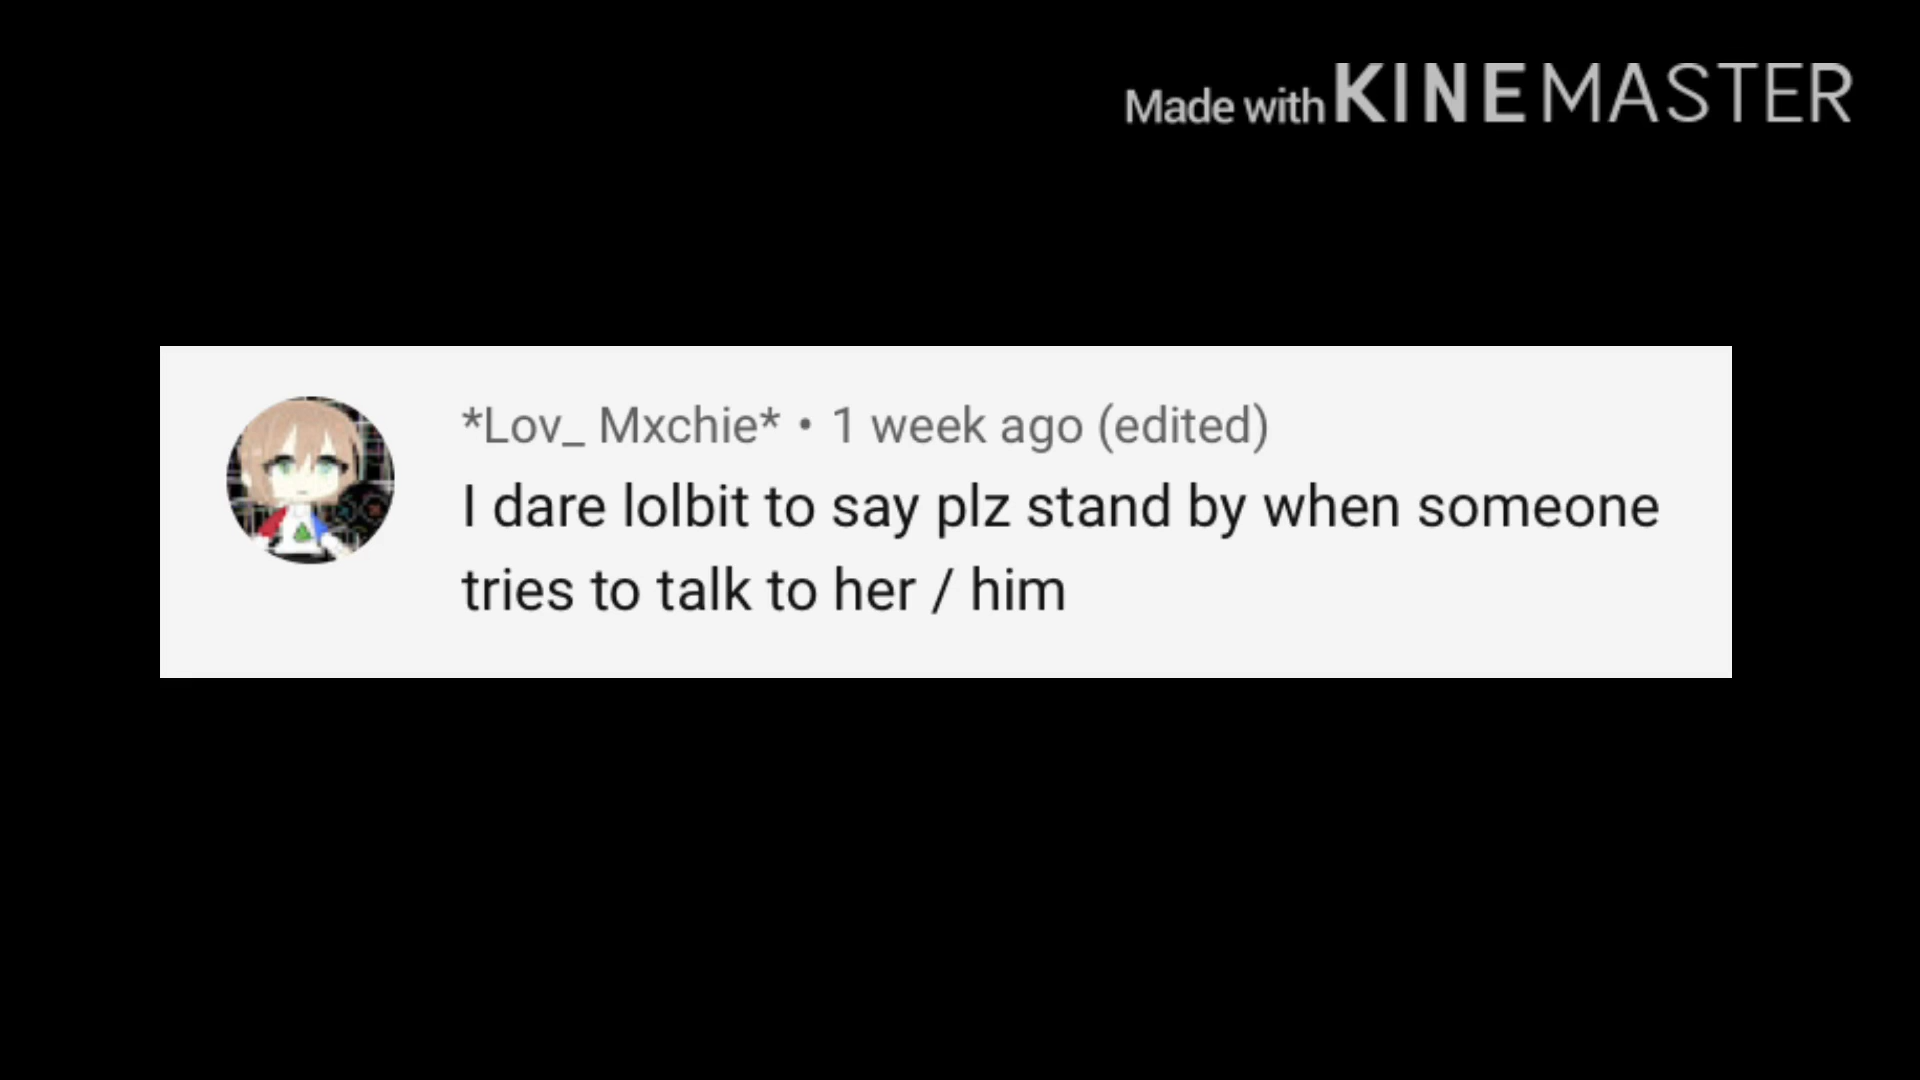 Made with KINEMASTER
*Lov_ Mxchie* • 1 week ago (edited)
I dare lolbit to say plz stand by when someone
tries to talk to her / him